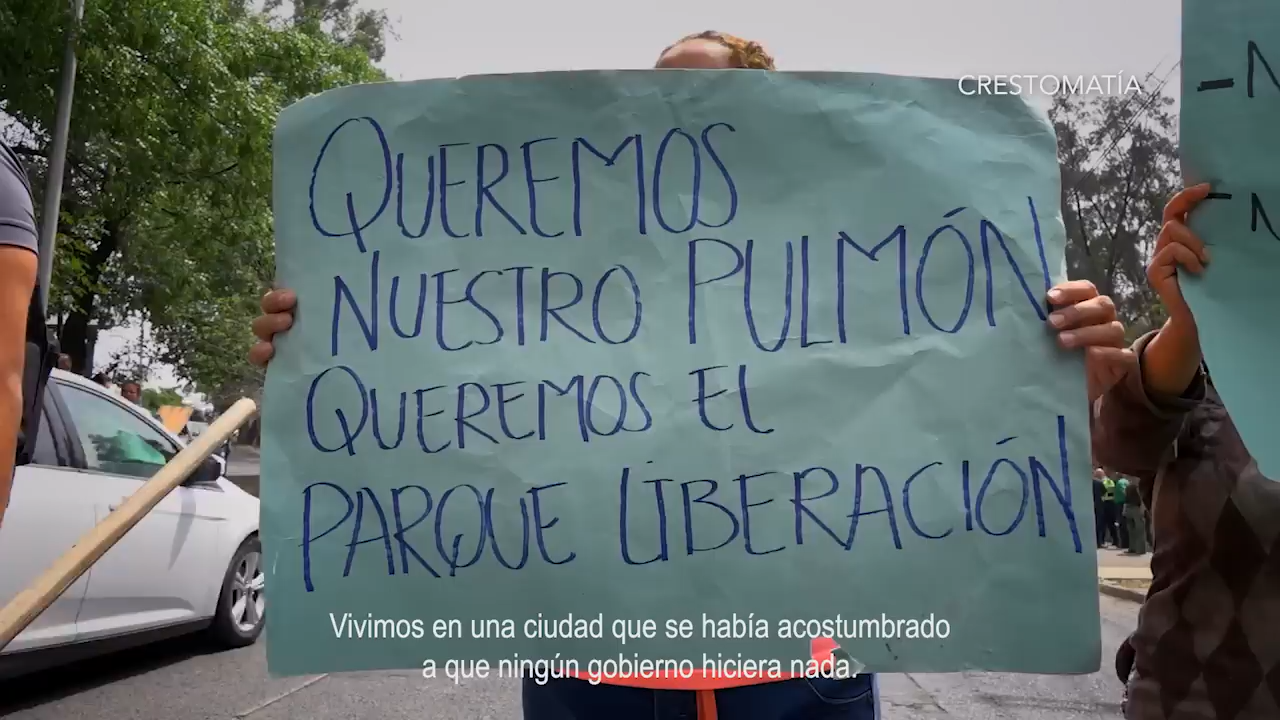 CRESTOMATÍA
QUEREMOS
NUESTRO PULMÓN
QUEREMOS EL
PARQUE LIBERACIÓN
Vivimos en una ciudad que se había acostumbrado
a que ningún gobierno hiciera nada.